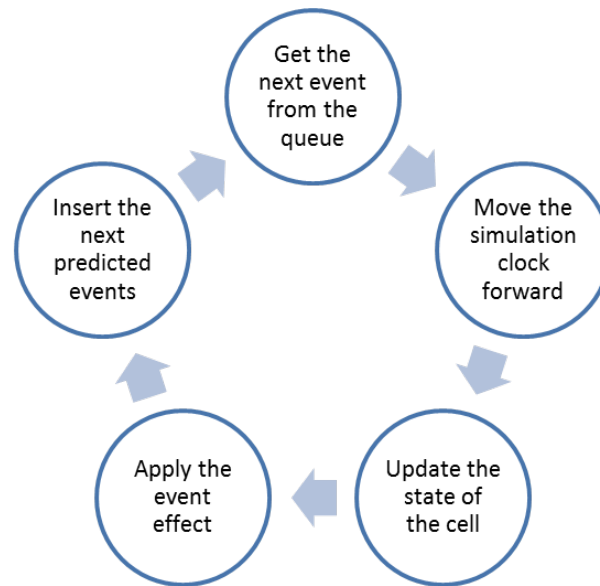 Get the
next event
from the
queue
Move the
simulation
clock
forward
Update the
state of
the cell
Apply the
event
effect
Insert the
next
predicted
events